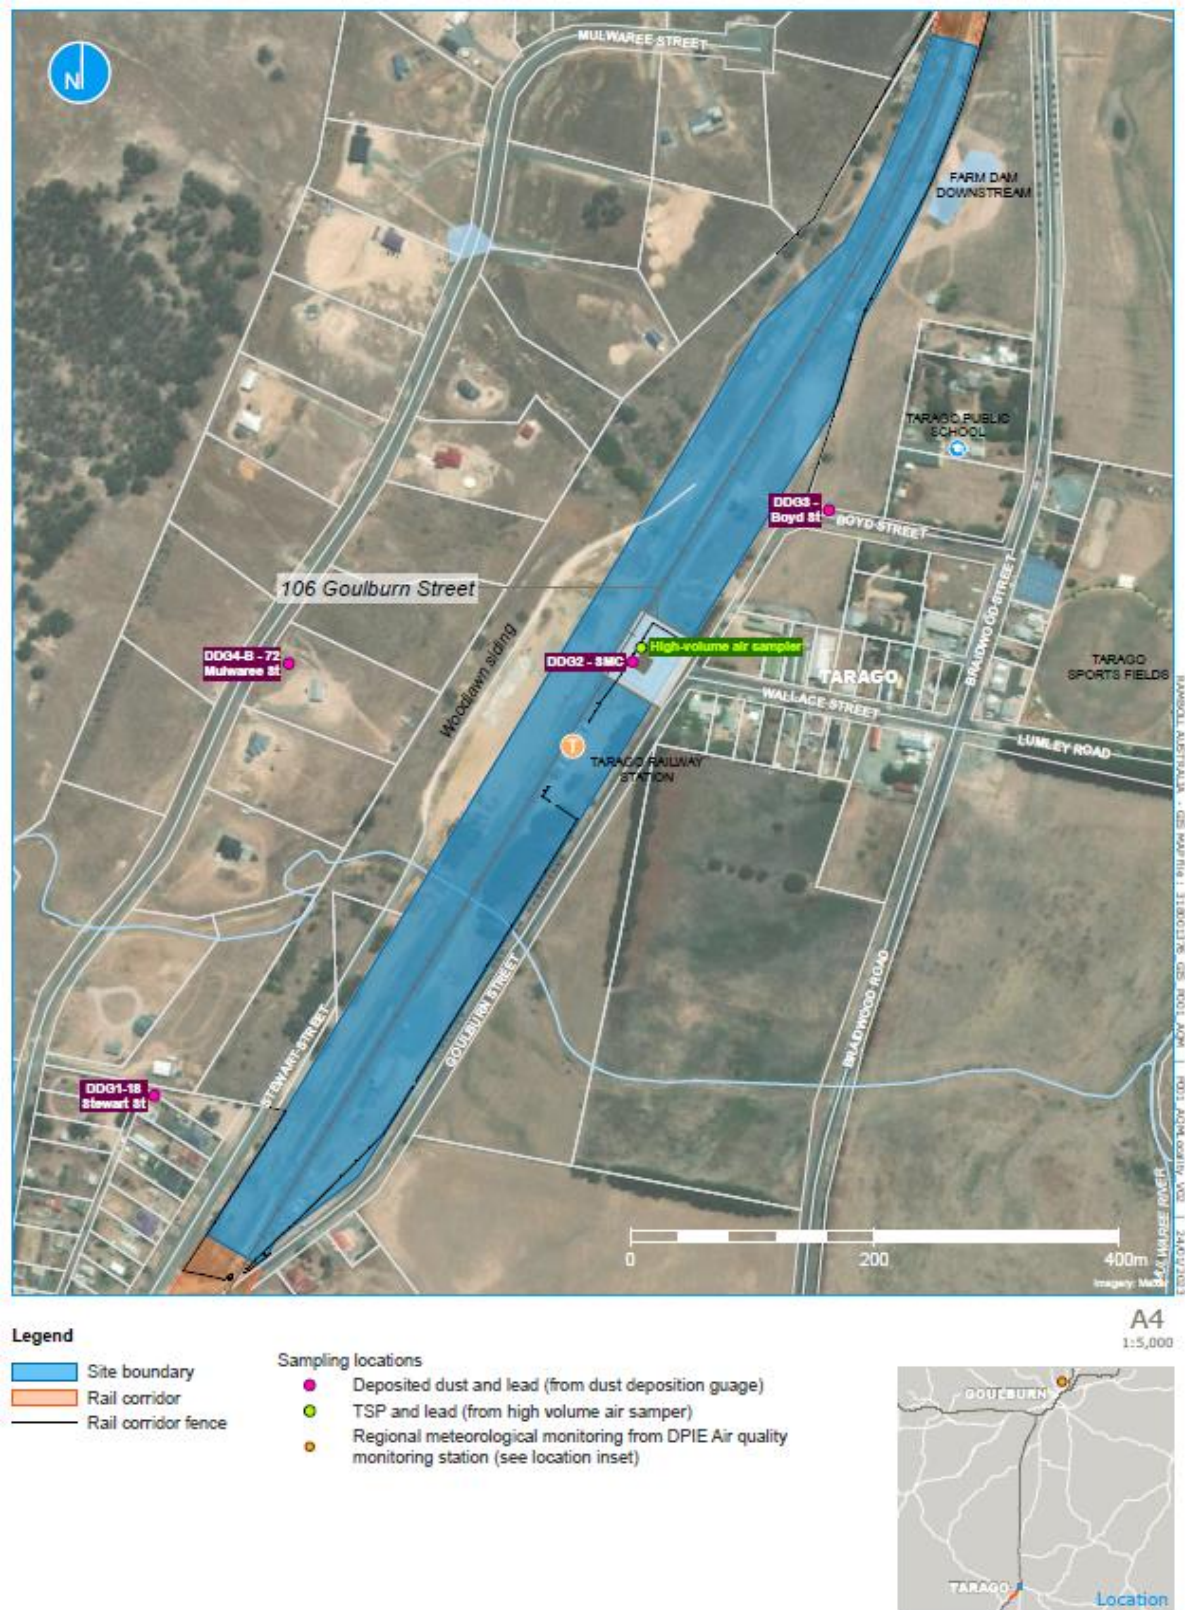 N
MULWAREE STREET
FARM DAM
DOWNSTREAM
TARAGO PUBLIC
SCHOOL
DDG3 -
Boyd St
BOYD STREET
106 Goulburn Street
BRAIDWOOD STREET
High-volume air sampler
DDG4-B - 72
Mulwaree St
DDG2 - SMC
TARAGO
SPORTS FIELDS
TARAGO
Woodlawn siding
WALLACE STREET
LUMLEY ROAD
T
TARAGO RAILWAY
STATION
GOULBURN STREET
STEWART STREET
BRAIDWOOD ROAD
DDG1-18
Stewart St
MULWAREE RIVER
0
200
400m
Imagery: Maxar
A4
1:5,000
Legend
Site boundary
Rail corridor
Rail corridor fence
Sampling locations
Deposited dust and lead (from dust deposition guage)
TSP and lead (from high volume air samper)
Regional meteorological monitoring from DPIE Air quality
monitoring station (see location inset)
GOULBURN
TARAGO
Location